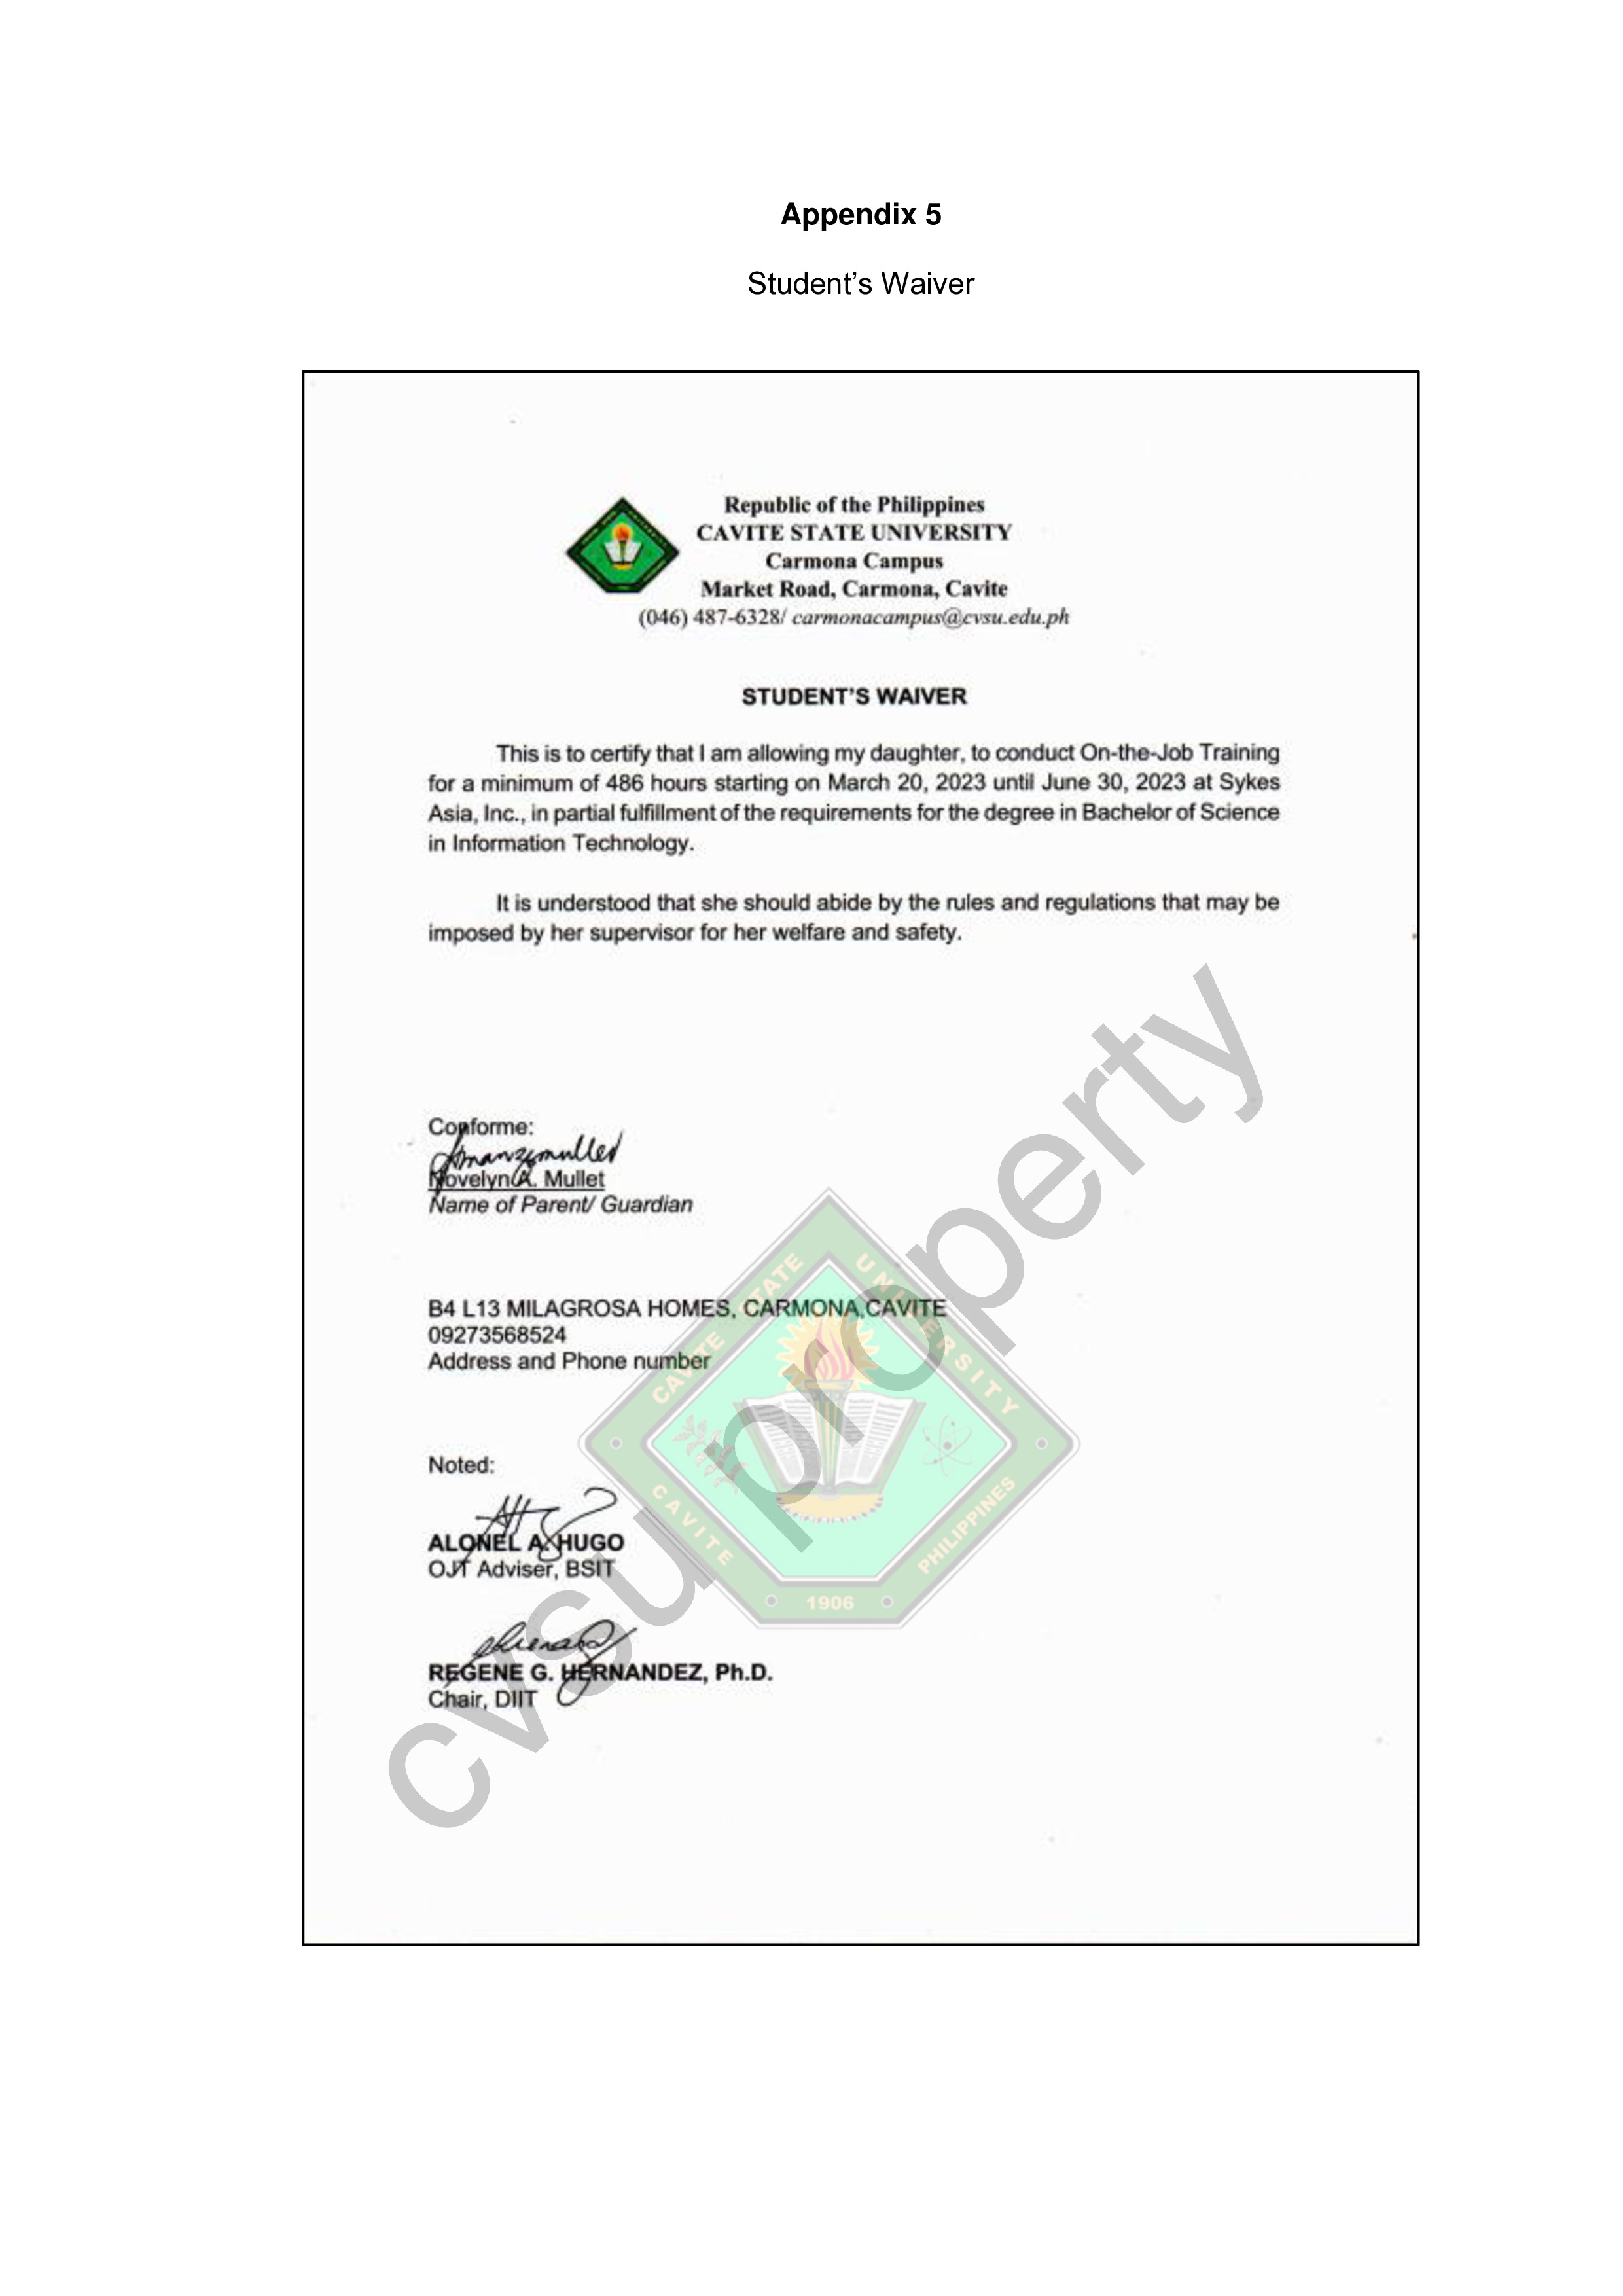 Appendix 5
Student's Waiver
Republic of the Philippines
CAVITE STATE UNIVERSITY
Carmona Campus
Market Road, Carmona, Cavite
(046) 487-6328/ carmonacampus@cvsu.edu.ph
STUDENT'S WAIVER
This is to certify that I am allowing my daughter, to conduct On-the-Job Training
for a minimum of 486 hours starting on March 20, 2023 until June 30, 2023 at Sykes
Asia, Inc., in partial fulfillment of the requirements for the degree in Bachelor of Science
in Information Technology.
It is understood that she should abide by the rules and regulations that may be
imposed by her supervisor for her welfare and safety.
Conforme:
Novelyn A. Mullet
Name of Parent/ Guardian
B4 L13 MILAGROSA HOMES, CARMONA,CAVITE
09273568524
Address and Phone number
Noted:
ALONEL A. HUGO
OJT Adviser, BSIT
REGENE G. HERNANDEZ, Ph.D.
Chair, DIIT
CAVITE STATE UNIVERSITY
CAVITE PHILIPPINES
1906
cvsu property